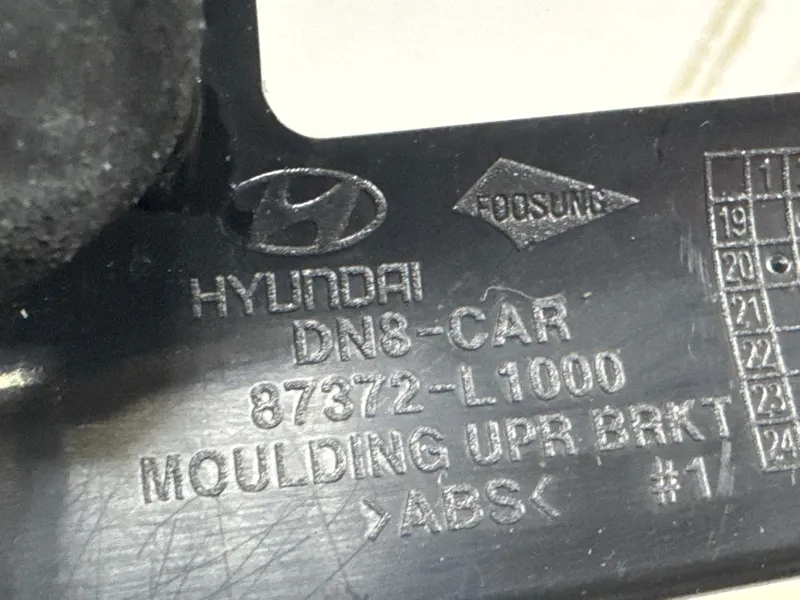 FOOSUNG
HYUNDAI
DN8-CAR
87372-L1000
MOULDING UPR BRKT
>ABS< #1
1
19
20
21
22
23
24